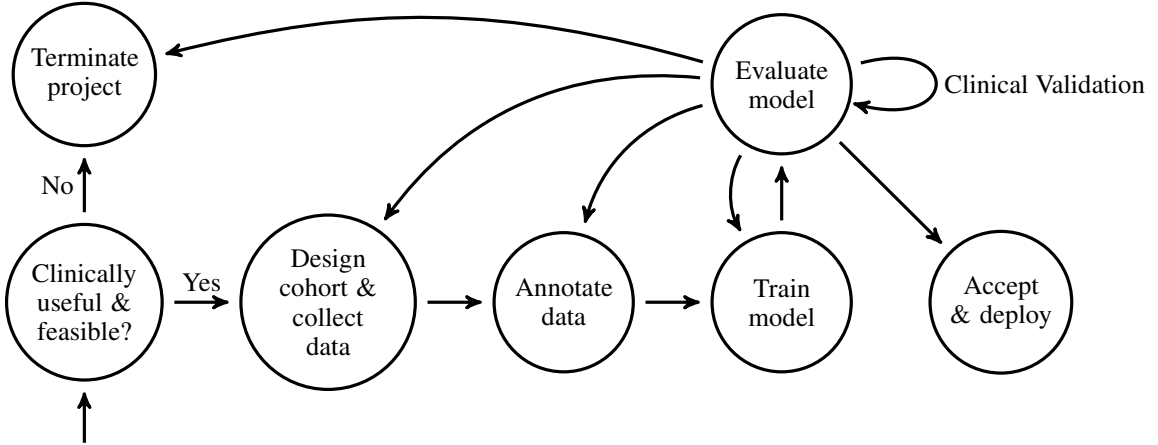 Terminate
project
Evaluate
model
Clinical Validation
No
Clinically
useful &
feasible?
Yes
Design
cohort &
collect
data
Annotate
data
Train
model
Accept
& deploy